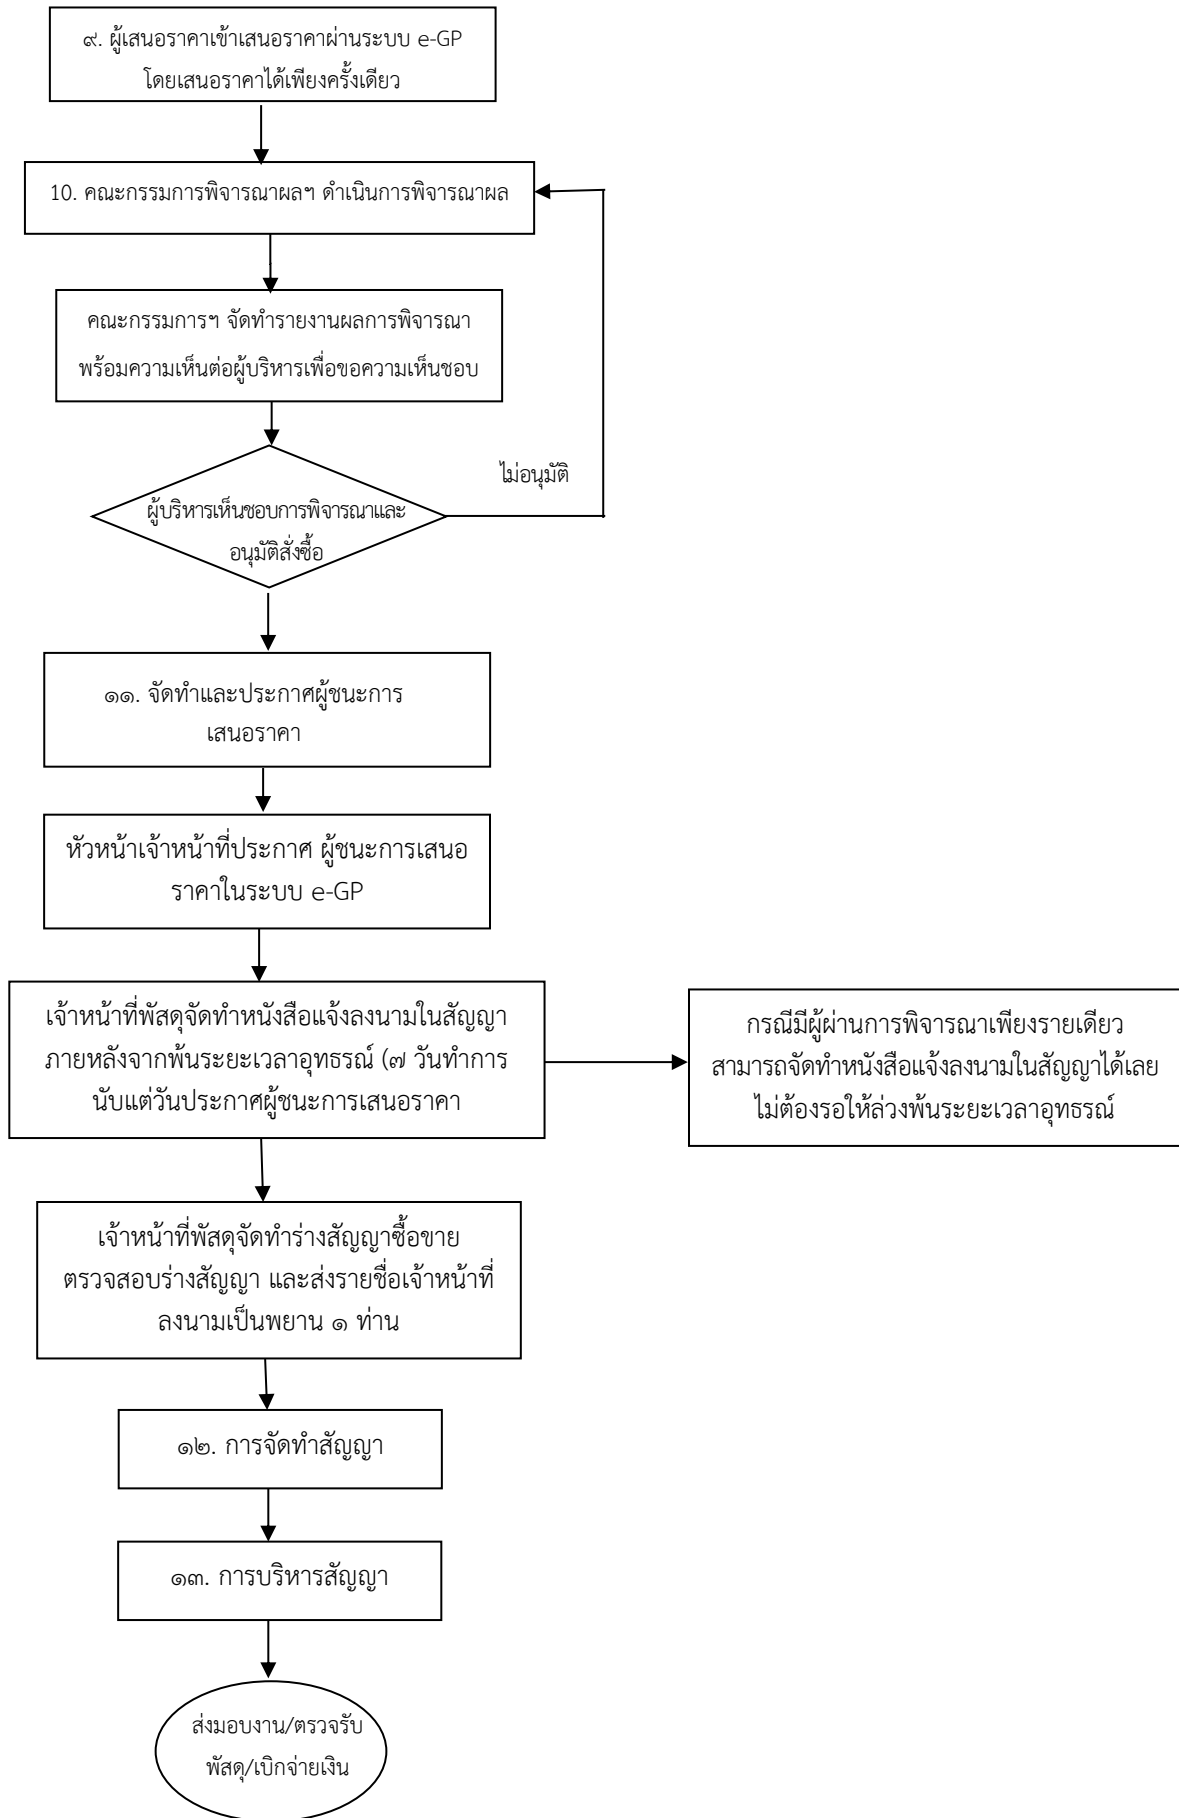 ๙. ผู้เสนอราคาเข้าเสนอราคาผ่านระบบ e-GP
โดยเสนอราคาได้เพียงครั้งเดียว
10. คณะกรรมการพิจารณาผลฯ ดำเนินการพิจารณาผล
คณะกรรมการฯ จัดทำรายงานผลการพิจารณา
พร้อมความเห็นต่อผู้บริหารเพื่อขอความเห็นชอบ
ไม่อนุมัติ
ผู้บริหารเห็นชอบการพิจารณาและ
อนุมัติสั่งซื้อ
๑๑. จัดทำและประกาศผู้ชนะการ
เสนอราคา
หัวหน้าเจ้าหน้าที่ประกาศ ผู้ชนะการเสนอ
ราคาในระบบ e-GP
เจ้าหน้าที่พัสดุจัดทำหนังสือแจ้งลงนามในสัญญา
ภายหลังจากพ้นระยะเวลาอุทธรณ์ (๗ วันทำการ
นับแต่วันประกาศผู้ชนะการเสนอราคา
กรณีมีผู้ผ่านการพิจารณาเพียงรายเดียว
สามารถจัดทำหนังสือแจ้งลงนามในสัญญาได้เลย
ไม่ต้องรอให้ล่วงพ้นระยะเวลาอุทธรณ์
เจ้าหน้าที่พัสดุจัดทำร่างสัญญาซื้อขาย
ตรวจสอบร่างสัญญา และส่งรายชื่อเจ้าหน้าที่
ลงนามเป็นพยาน ๑ ท่าน
๑๒. การจัดทำสัญญา
๑๓. การบริหารสัญญา
ส่งมอบงาน/ตรวจรับ
พัสดุ/เบิกจ่ายเงิน